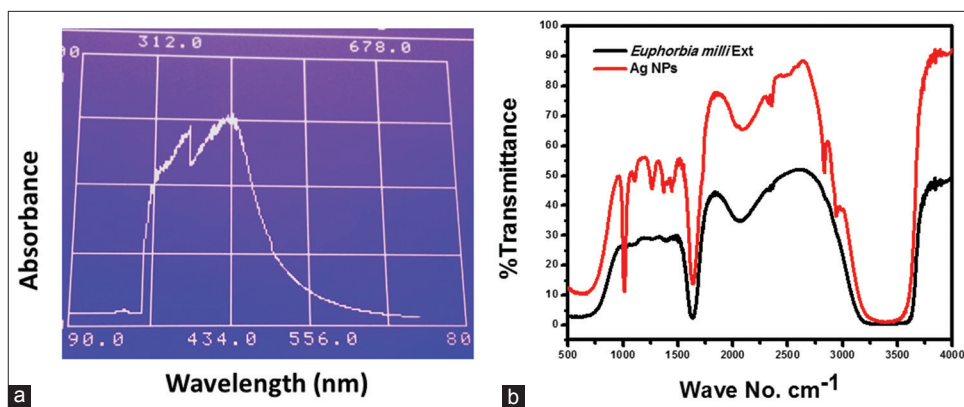 312.0 678.0
Absorbance
90.0 434.0 556.0 80
Wavelength (nm)
a
100
90
80
70
60
50
40
30
20
10
0
%Transmittance
Euphorbia milli Ext
Ag NPs
500 1000 1500 2000 2500 3000 3500 4000
Wave No. cm-1
b